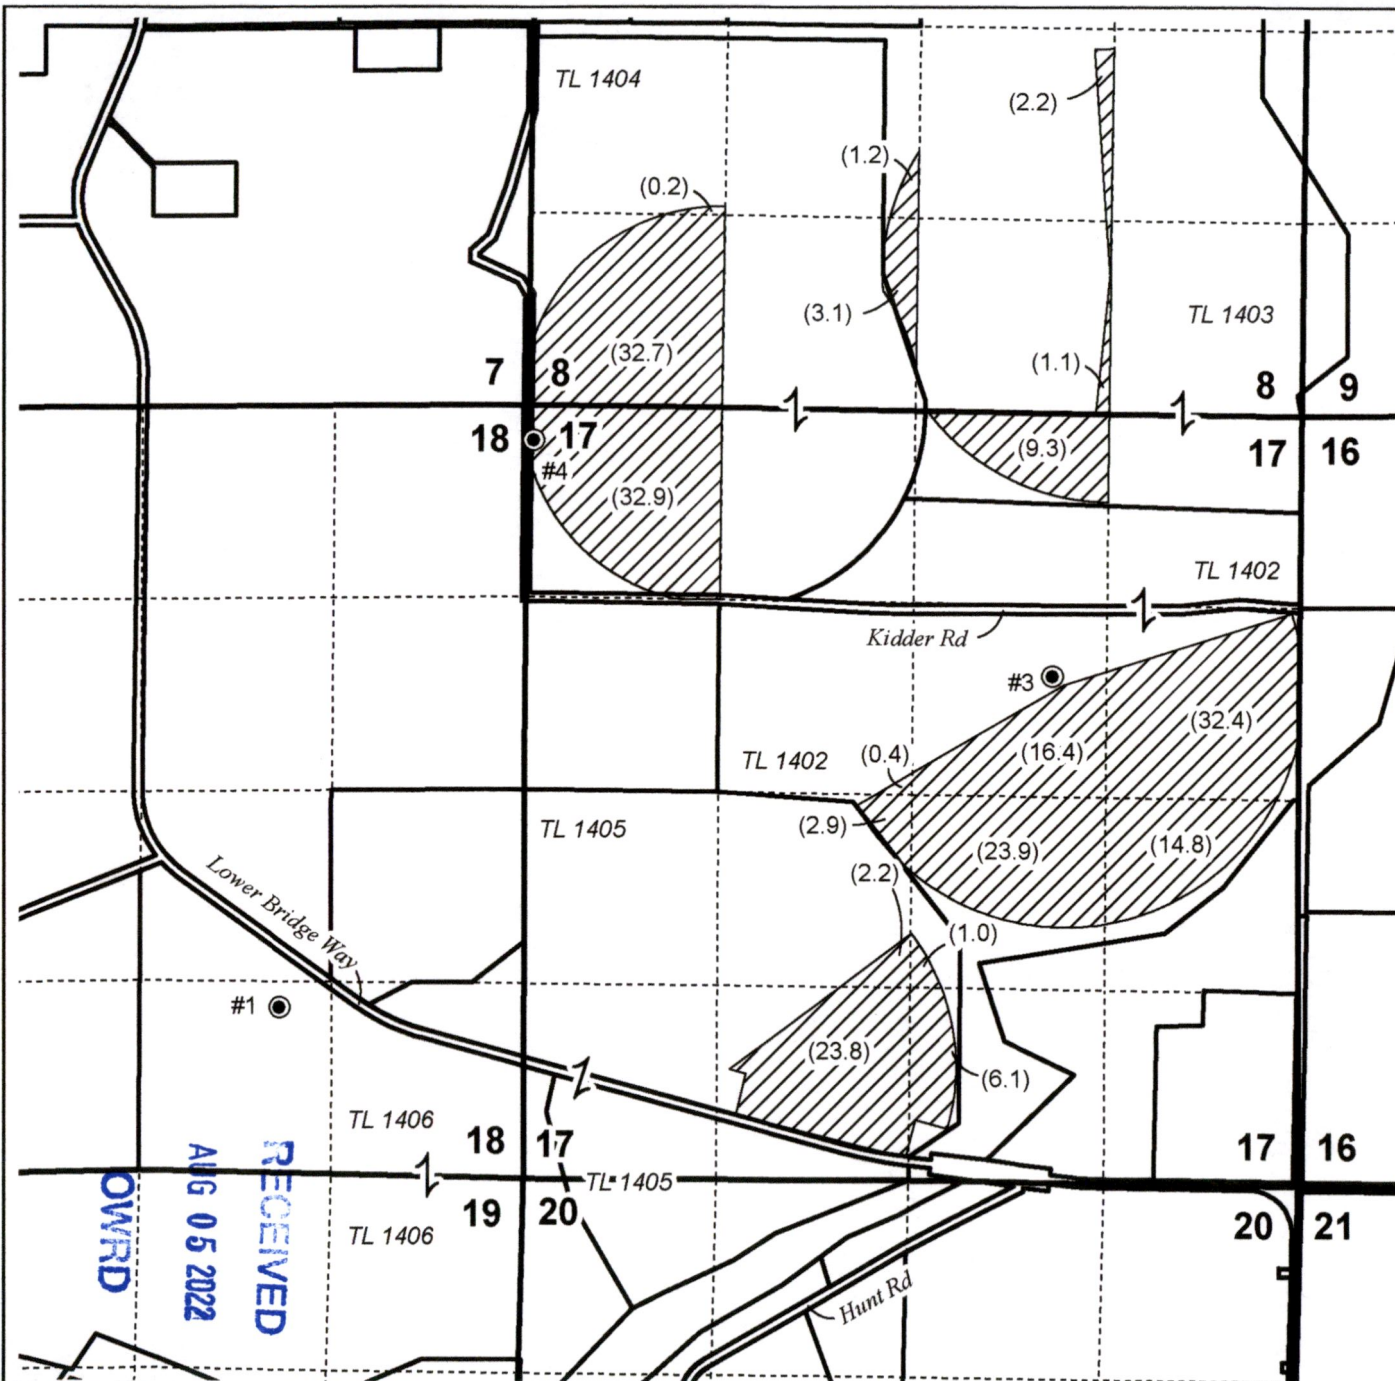 TL 1404
(2.2)
(1.2)
(0.2)
(3.1)
TL 1403
(32.7)
(1.1)
7 8
8 9
18 17
17 16
#4
(9.3)
(32.9)
TL 1402
Kidder Rd
#3
(32.4)
(16.4)
(0.4)
TL 1402
(2.9)
TL 1405
(23.9)
(14.8)
(2.2)
Lower Bridge Way
(1.0)
#1
(23.8)
(6.1)
TL 1406
18 17
17 16
TL 1405
19 20
20 21
TL 1406
Hunt Rd
RECEIVED
AUG 05 2022
OWRD